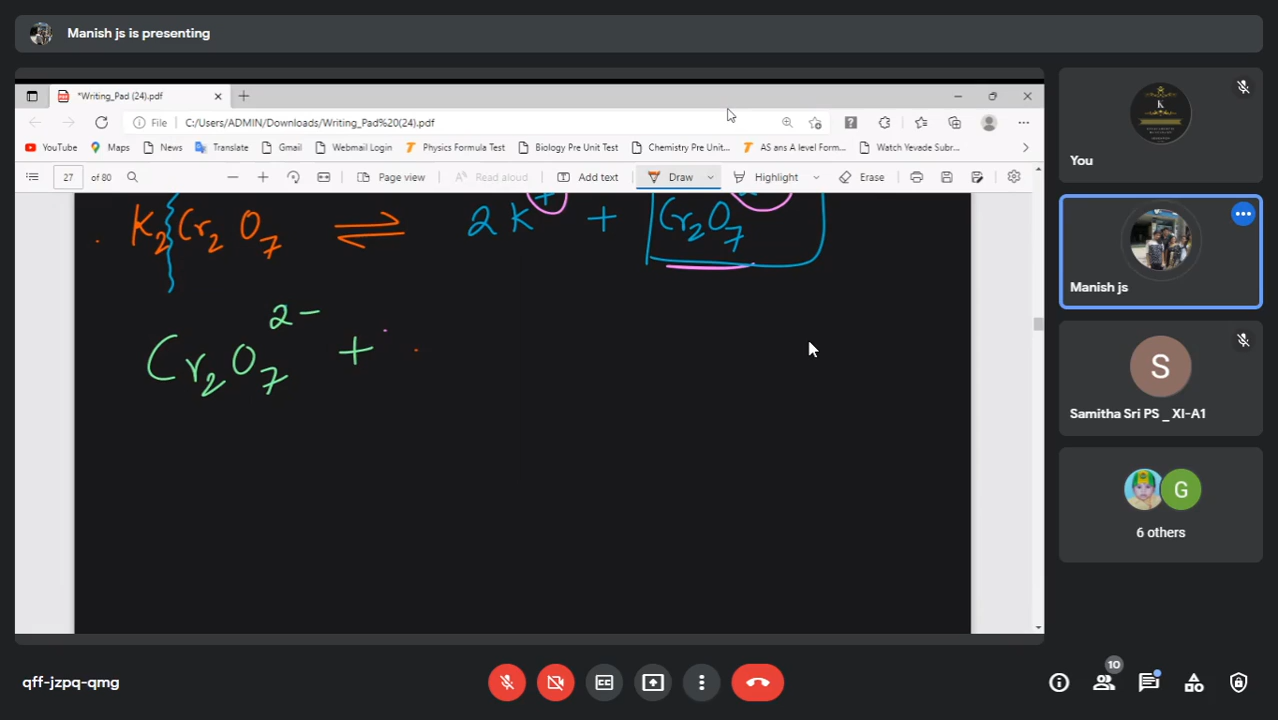 Manish js is presenting
*Writing_Pad (24).pdf
File C:/Users/ADMIN/Downloads/Writing_Pad%20(24).pdf
YouTube Maps News Translate Gmail Webmail Login Physics Formula Test Biology Pre Unit Test Chemistry Pre Unit... AS ans A level Form... Watch Yevade Subr...
27 of 80 Page view Read aloud Add text Draw Highlight Erase
K₂Cr₂O₇ ⇌ 2K⁺ + Cr₂O₇
Cr₂O₇²⁻ +
K
You
Manish js
S
Samitha Sri PS _ XI-A1
G
6 others
qff-jzpq-qmg
10